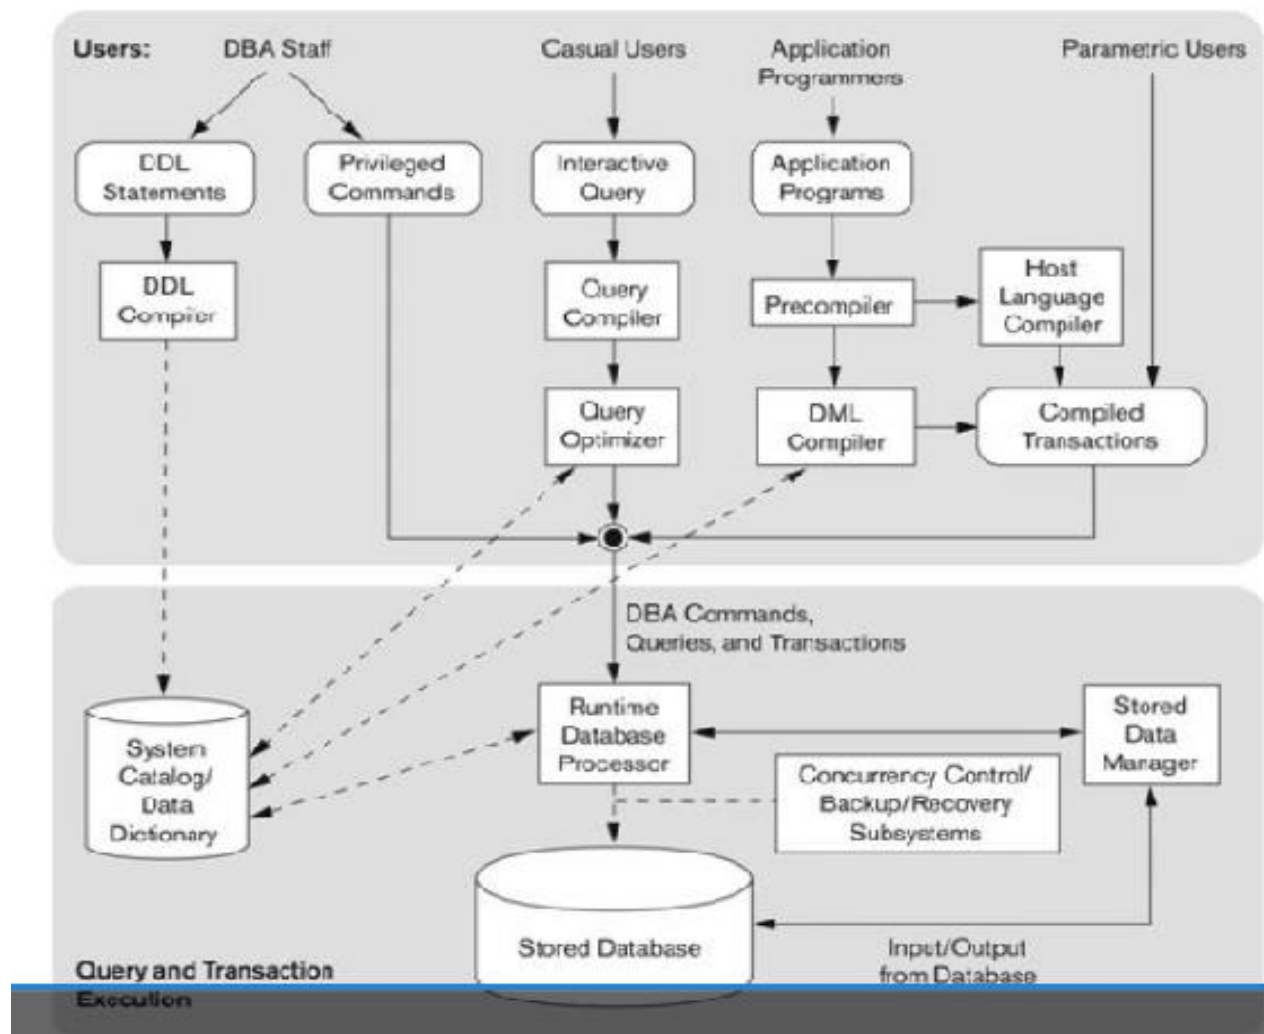 Users:
DBA Staff
Casual Users
Application
Programmers
Parametric Users
DDL
Statements
Privileged
Commands
Interactive
Query
Application
Programs
DDL
Compiler
Query
Compiler
Precompiler
Host
Language
Compiler
Query
Optimizer
DML
Compiler
Compiled
Transactions
DBA Commands,
Queries, and Transactions
System
Catalog/
Data
Dictionary
Runtime
Database
Processor
Stored
Data
Manager
Concurrency Control/
Backup/Recovery
Subsystems
Stored Database
Input/Output
from Database
Query and Transaction
Execution